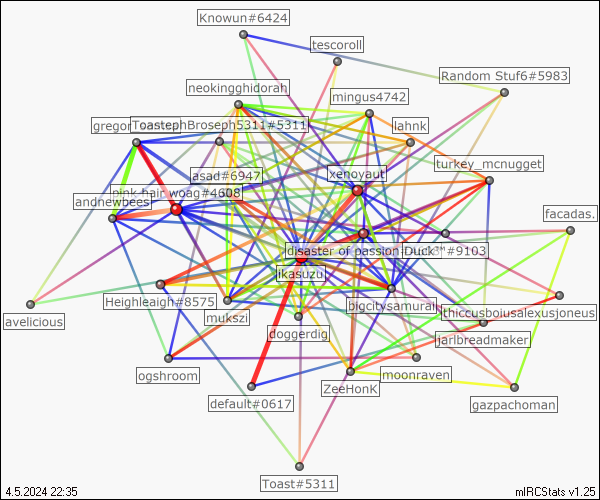 Knowun#6424
tescoroll
Random Stuf6#5983
neokingghidorah
mingus4742
ToastephBroseph5311#5311
lahnk
turkey_mcnugget
asad#6947
xenoyaut
pink hair woag#4608
andnewbees
facadas.
disaster of passion
Duck™#9103
ikasuzu
Heighleaigh#8575
mukszi
bigcitysamurai
thiccusboiusalexusjoneus
avelicious
doggerdig
jarlbreadmaker
ogshroom
moonraven
default#0617
ZeeHonK
gazpachoman
Toast#5311
4.5.2024 22:35
mIRCStats v1.25